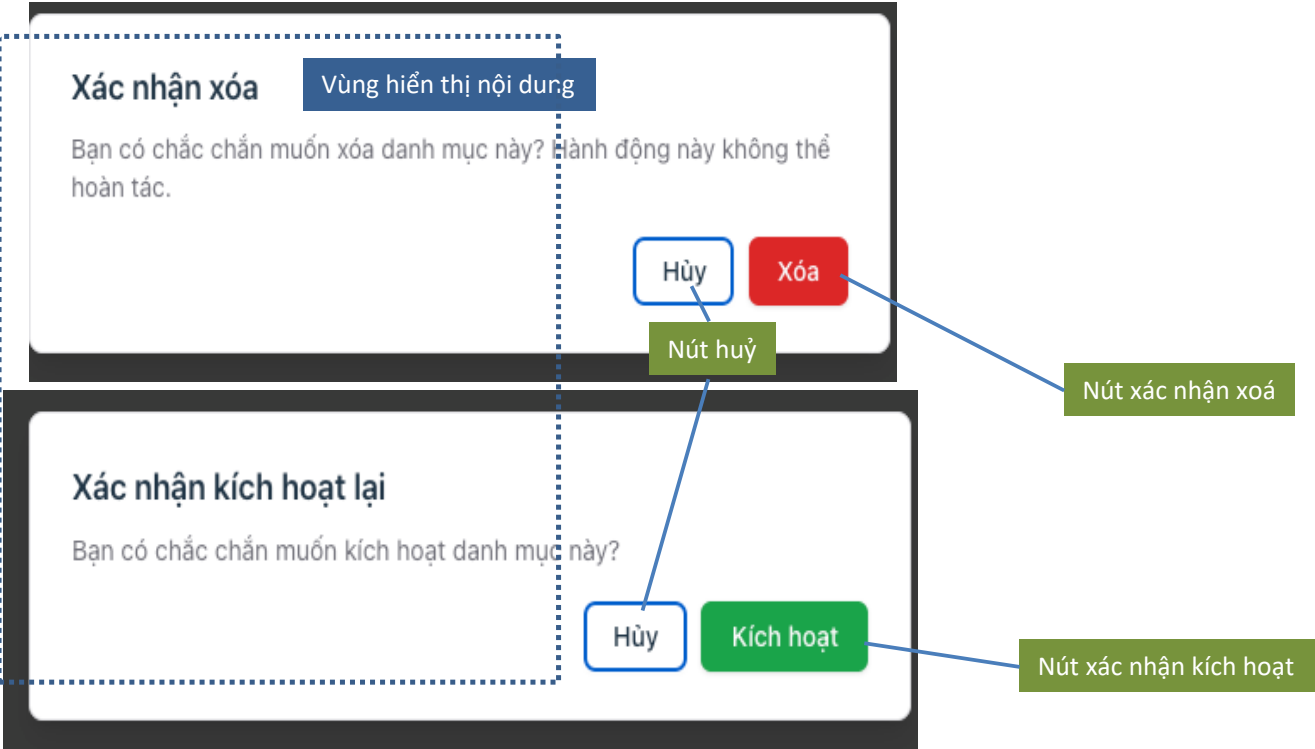 Xác nhận xóa
Vùng hiển thị nội dung
Bạn có chắc chắn muốn xóa danh mục này? Hành động này không thể
hoàn tác.
Hủy
Xóa
Nút huỷ
Nút xác nhận xoá
Xác nhận kích hoạt lại
Bạn có chắc chắn muốn kích hoạt danh mục này?
Hủy
Kích hoạt
Nút xác nhận kích hoạt